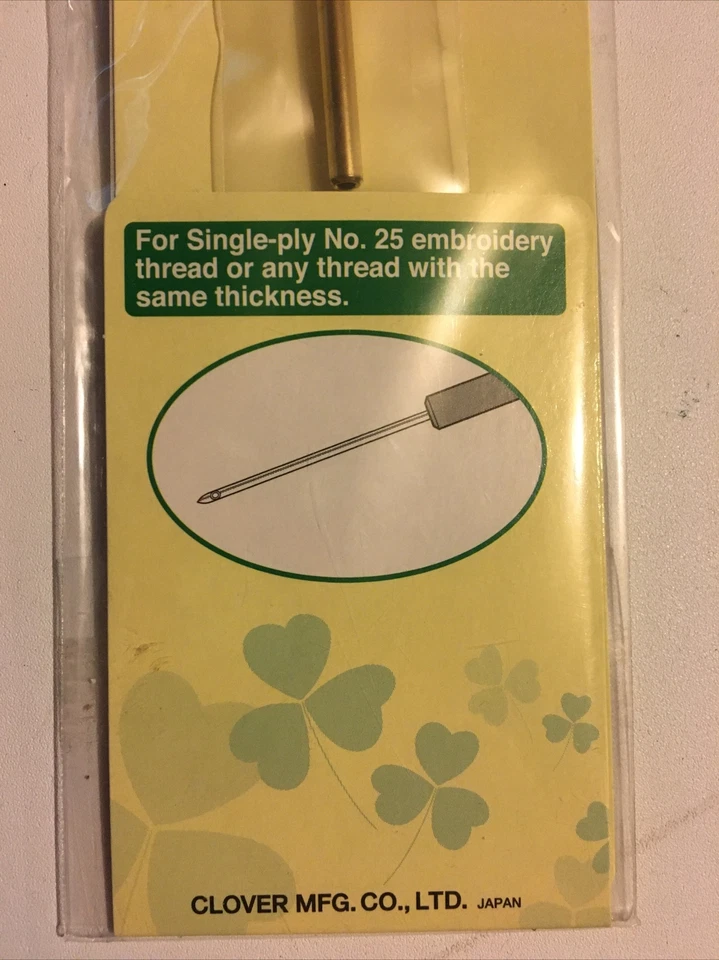 For Single-ply No. 25 embroidery
thread or any thread with the
same thickness.
CLOVER MFG. CO., LTD. JAPAN